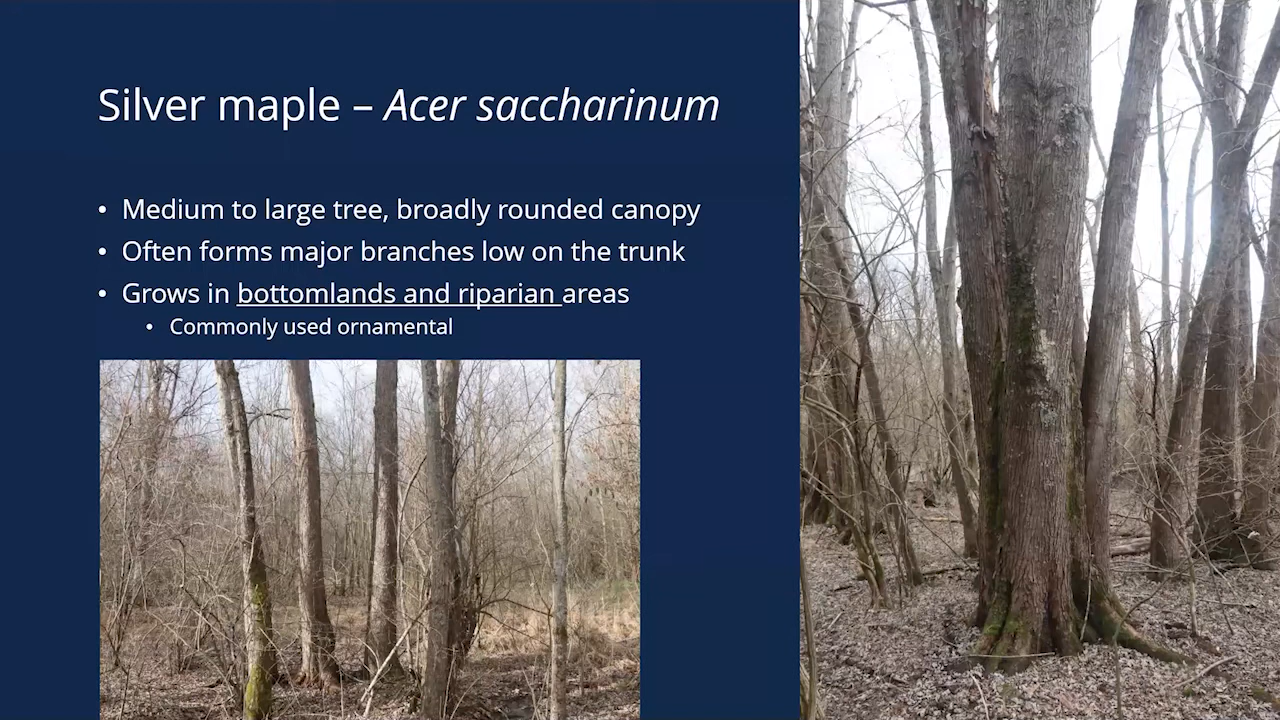 Silver maple – Acer saccharinum
• Medium to large tree, broadly rounded canopy
• Often forms major branches low on the trunk
• Grows in bottomlands and riparian areas
• Commonly used ornamental